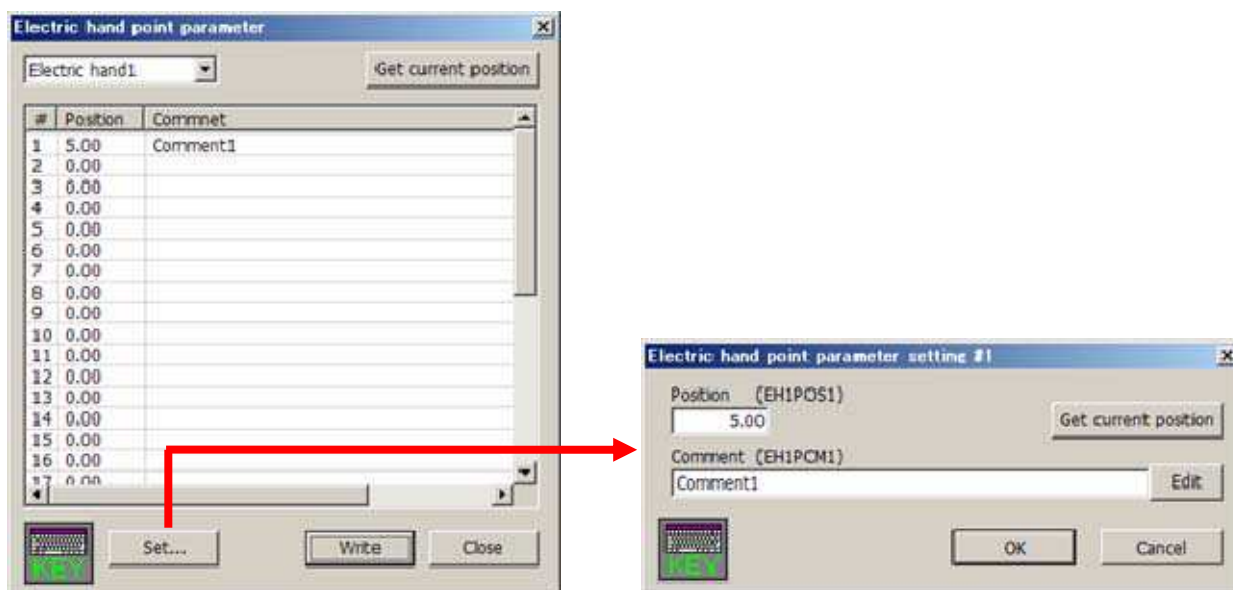 Electric hand point parameter
Electric hand1
Get current position
# Position Commnet
1 5.00 Comment1
2 0.00
3 0.00
4 0.00
5 0.00
6 0.00
7 0.00
8 0.00
9 0.00
10 0.00
11 0.00
12 0.00
13 0.00
14 0.00
15 0.00
16 0.00
17 0.00
KEY
Set...
Write
Close
Electric hand point parameter setting #1
Position (EH1POS1)
5.00
Get current position
Comment (EH1PCM1)
Comment1
Edit
KEY
OK
Cancel